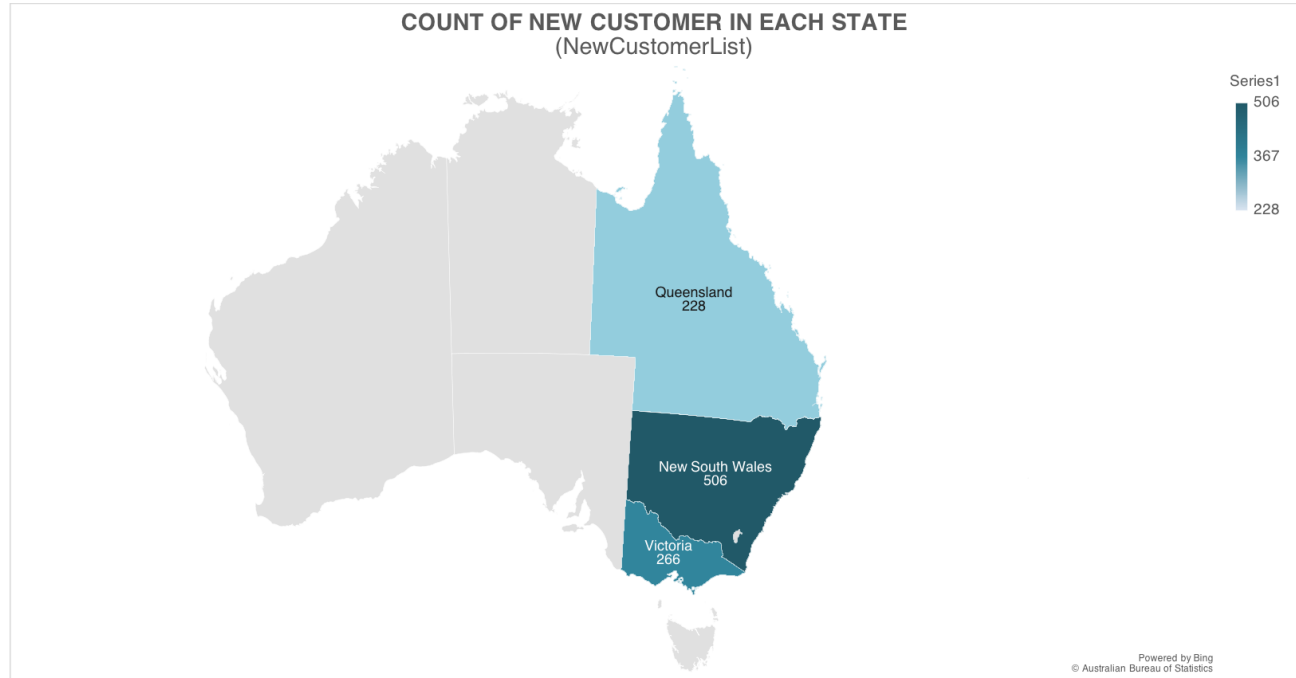 COUNT OF NEW CUSTOMER IN EACH STATE
(NewCustomerList)
Series1
506
367
228
Queensland
228
New South Wales
506
Victoria
266
Powered by Bing
© Australian Bureau of Statistics